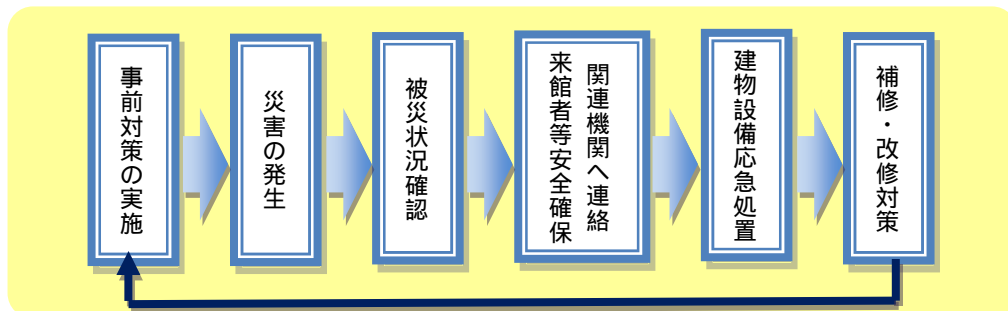 事前対策の実施
災害の発生
被災状況確認
関連機関へ連絡
来館者等安全確保
建物設備応急処置
補修・改修対策